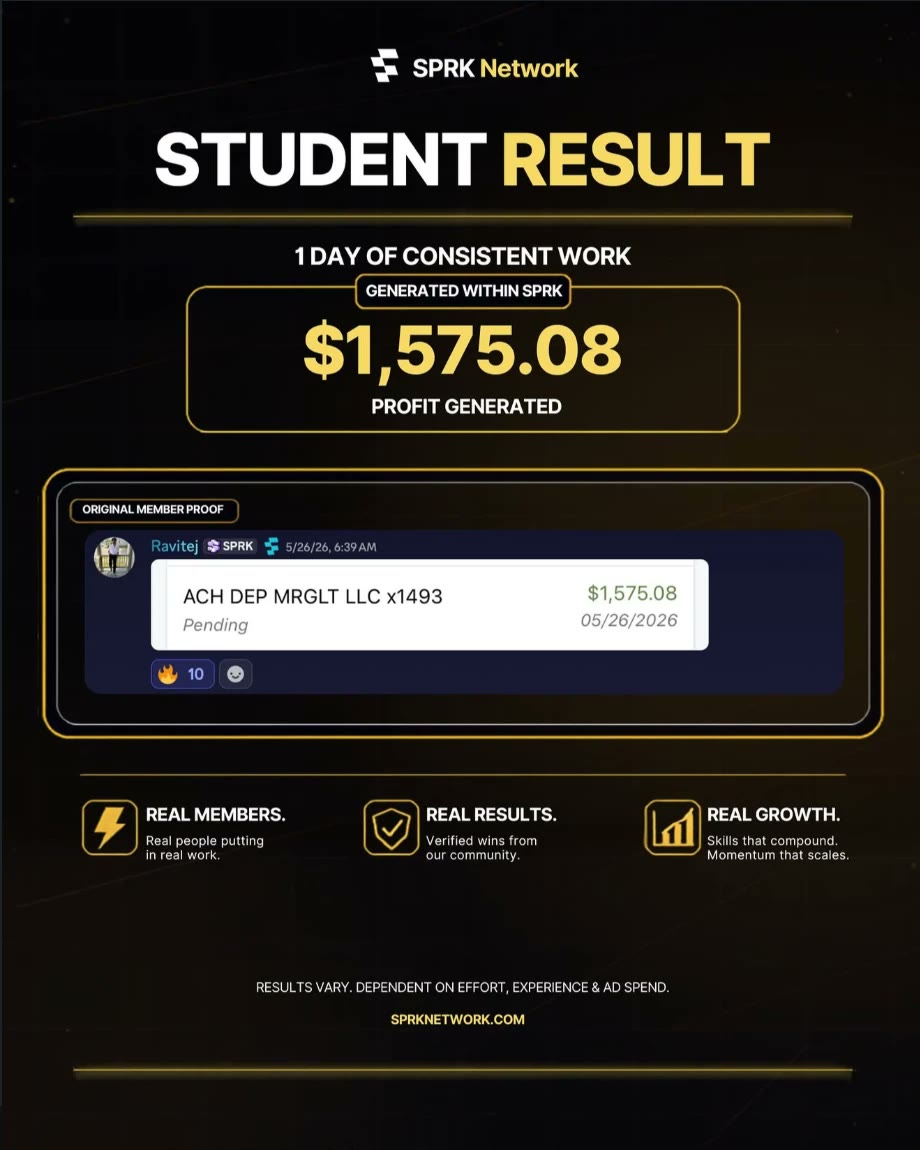 SPRK Network
STUDENT RESULT
1 DAY OF CONSISTENT WORK
GENERATED WITHIN SPRK
$1,575.08
PROFIT GENERATED
ORIGINAL MEMBER PROOF
Ravitej SPRK 5/26/26, 6:39 AM
ACH DEP MRGLT LLC x1493 $1,575.08
Pending 05/26/2026
🔥 10
REAL MEMBERS.
Real people putting
in real work.
REAL RESULTS.
Verified wins from
our community.
REAL GROWTH.
Skills that compound.
Momentum that scales.
RESULTS VARY. DEPENDENT ON EFFORT, EXPERIENCE & AD SPEND.
SPRKNETWORK.COM